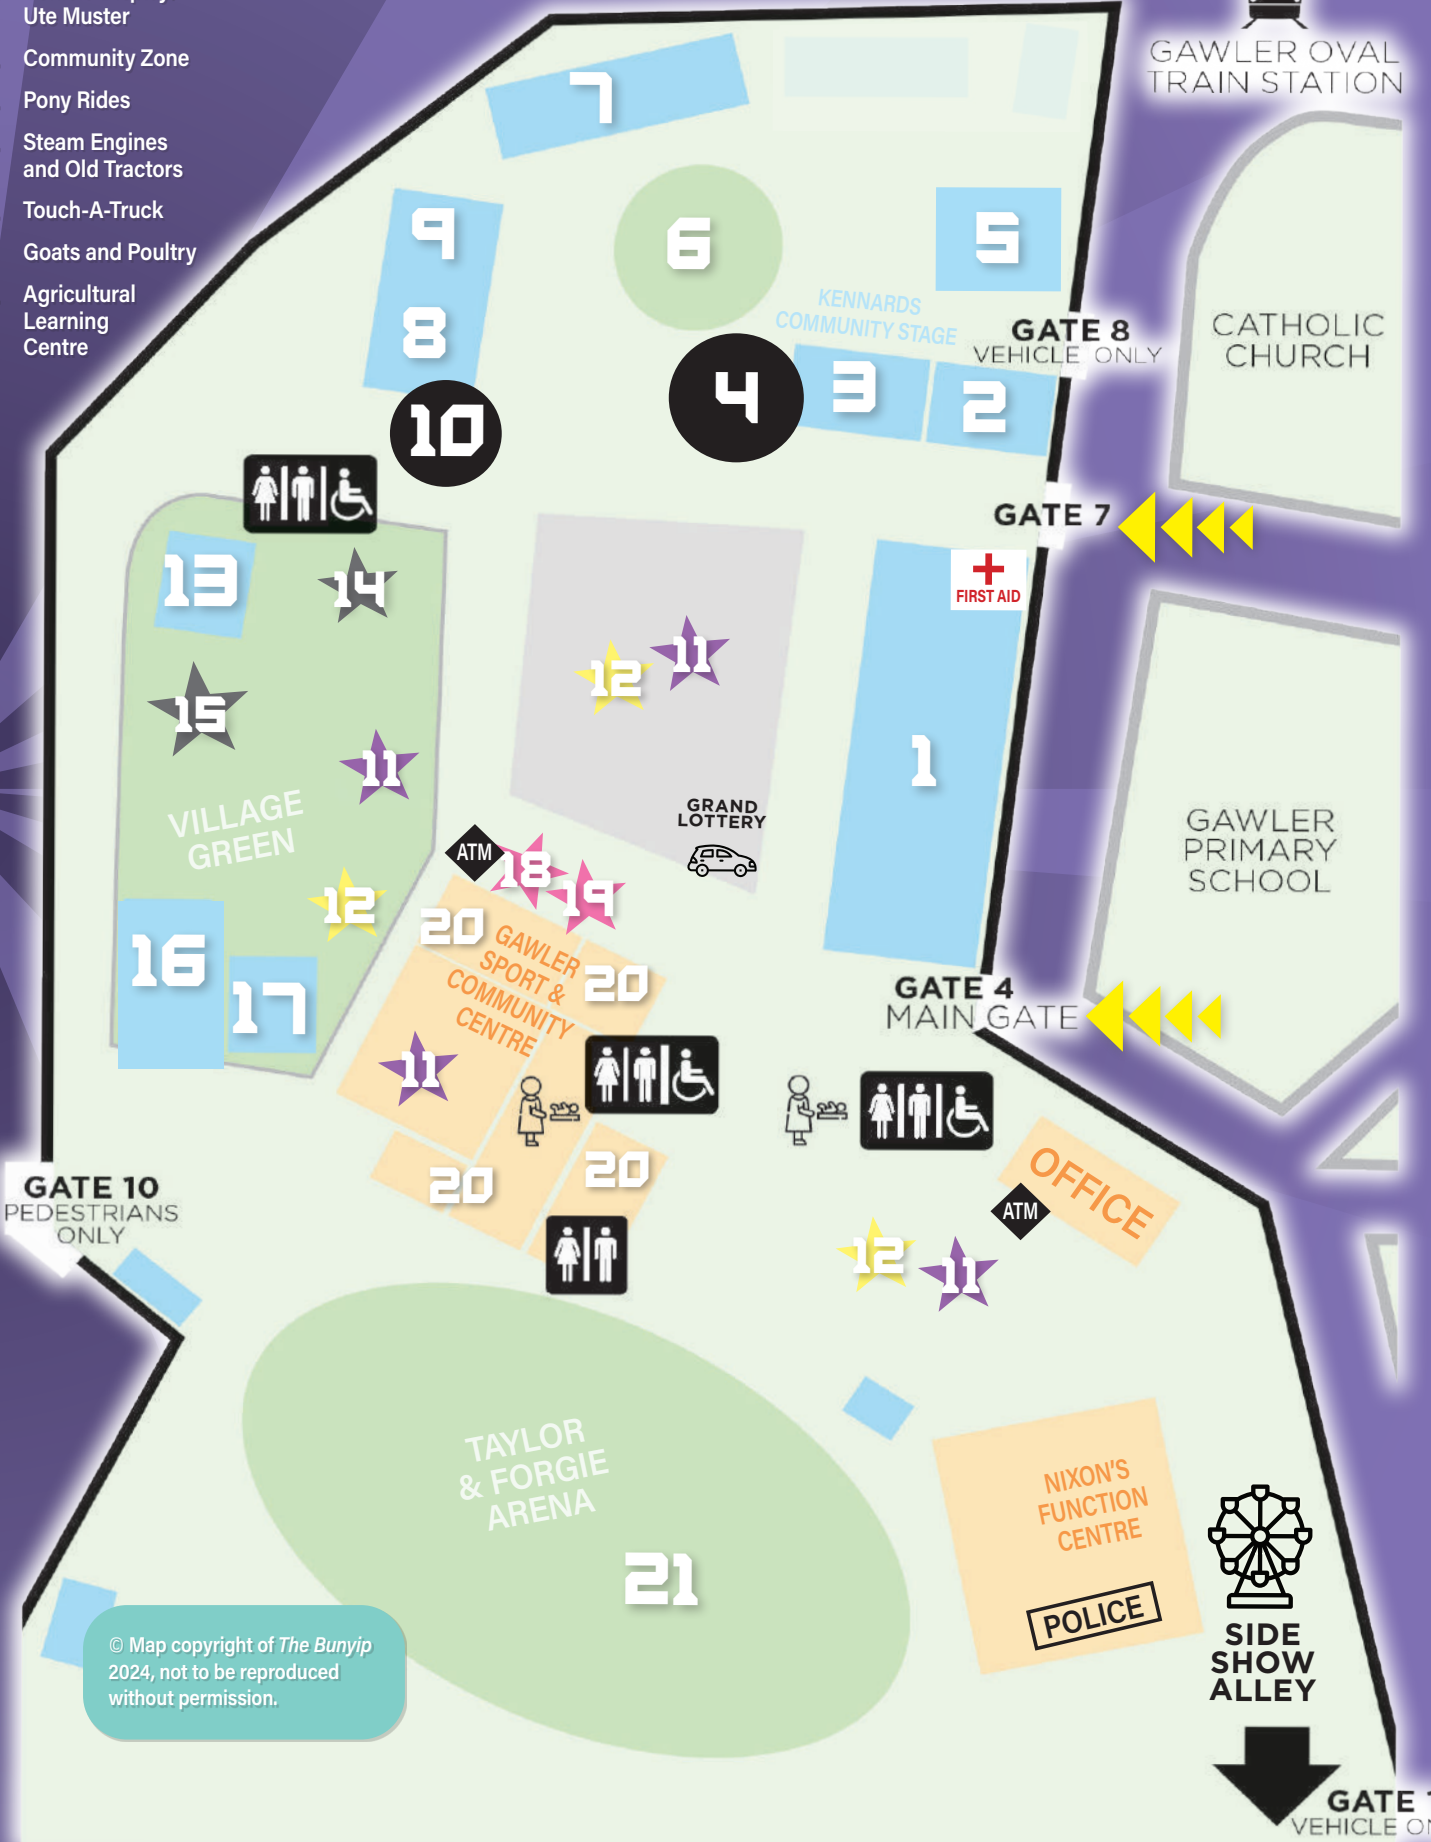 Ute Muster
Community Zone
Pony Rides
Steam Engines
and Old Tractors
Touch-A-Truck
Goats and Poultry
Agricultural
Learning
Centre
GAWLER OVAL
TRAIN STATION
7
9
6
5
8
KENNARDS
COMMUNITY STAGE
GATE 8
VEHICLE ONLY
CATHOLIC
CHURCH
4
3
2
10
GATE 7
FIRST AID
13
14
12
11
15
11
1
VILLAGE
GREEN
GRAND
LOTTERY
GAWLER
PRIMARY
SCHOOL
ATM
18
19
12
20
GAWLER
SPORT &
COMMUNITY
CENTRE
20
16
17
GATE 4
MAIN GATE
11
20
20
OFFICE
ATM
GATE 10
PEDESTRIANS
ONLY
12
11
TAYLOR
& FORGIE
ARENA
21
NIXON'S
FUNCTION
CENTRE
POLICE
SIDE
SHOW
ALLEY
© Map copyright of The Bunyip
2024, not to be reproduced
without permission.
GATE
VEHICLE